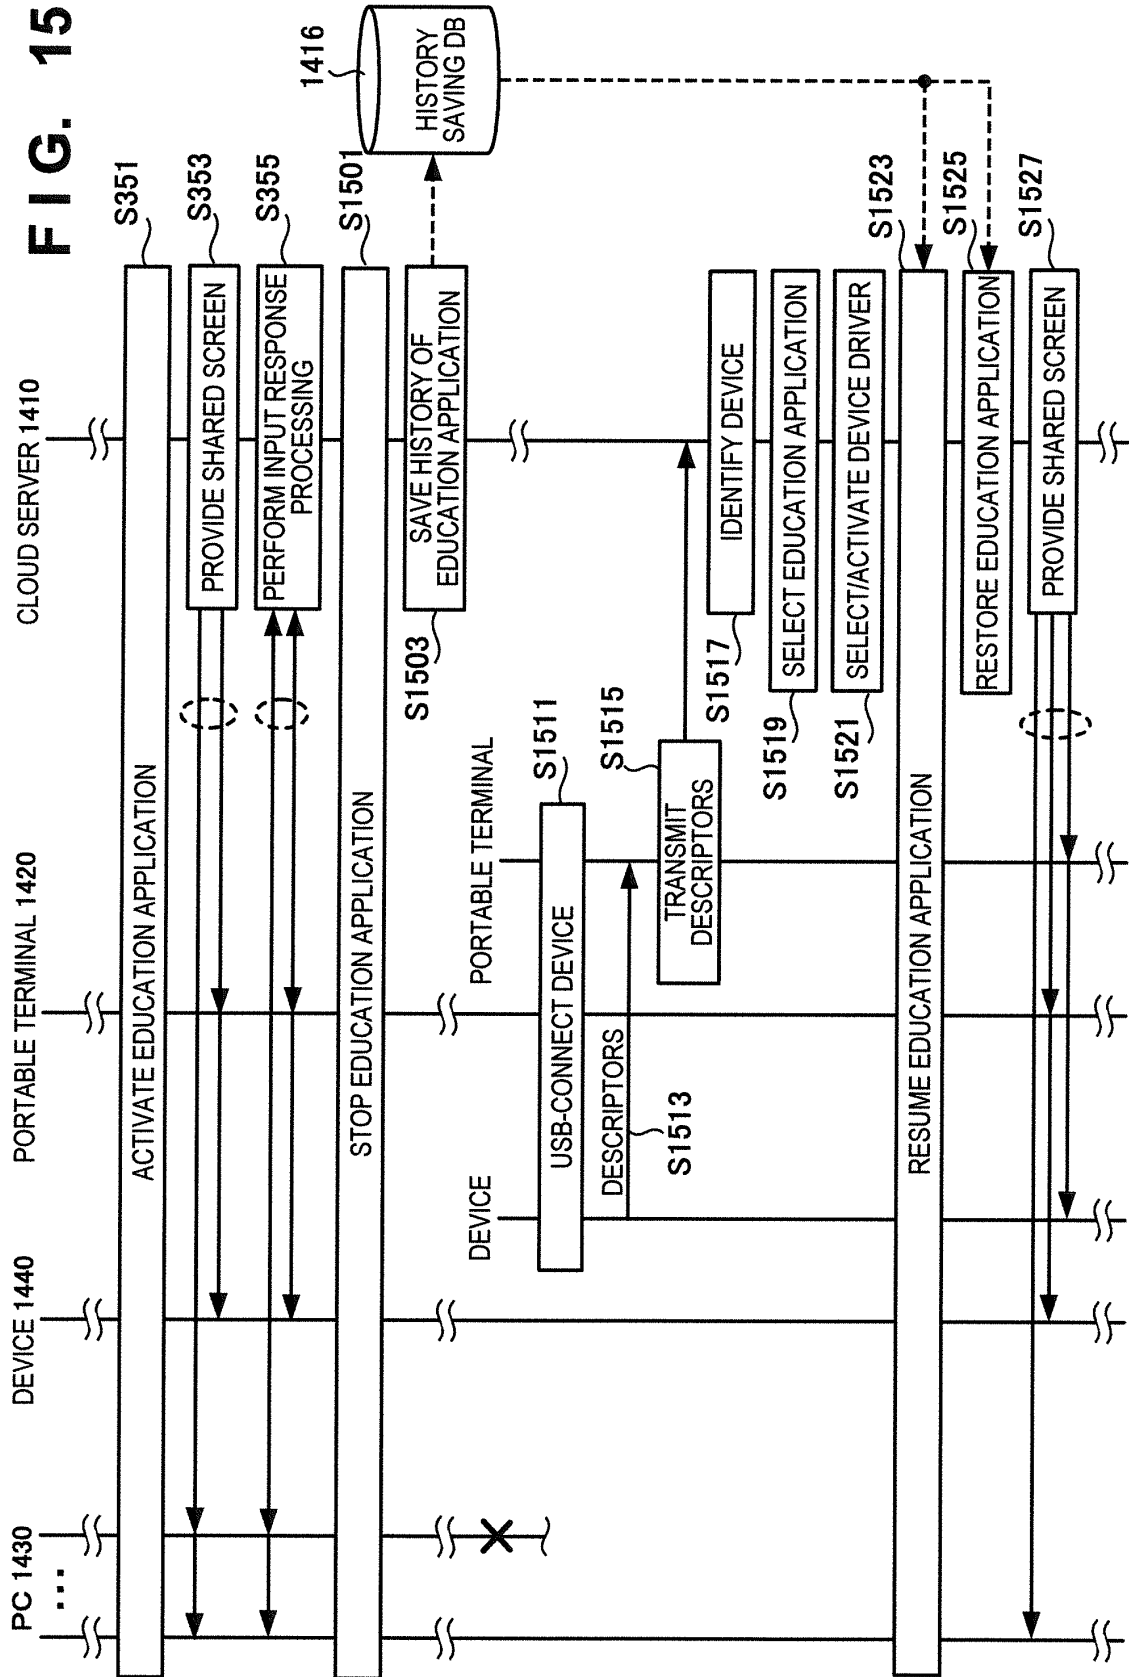 FIG. 15
PC 1430
...
DEVICE 1440
PORTABLE TERMINAL 1420
CLOUD SERVER 1410
ACTIVATE EDUCATION APPLICATION
S351
PROVIDE SHARED SCREEN
S353
PERFORM INPUT RESPONSE
PROCESSING
S355
STOP EDUCATION APPLICATION
S1501
SAVE HISTORY OF
EDUCATION APPLICATION
S1503
1416
HISTORY
SAVING DB
DEVICE
PORTABLE TERMINAL
USB-CONNECT DEVICE
S1511
DESCRIPTORS
S1513
TRANSMIT
DESCRIPTORS
S1515
IDENTIFY DEVICE
S1517
SELECT EDUCATION APPLICATION
S1519
SELECT/ACTIVATE DEVICE DRIVER
S1521
RESUME EDUCATION APPLICATION
S1523
RESTORE EDUCATION APPLICATION
S1525
PROVIDE SHARED SCREEN
S1527